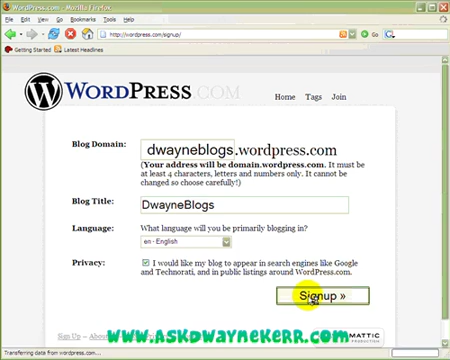 WordPress.com - Mozilla Firefox
File Edit View Go Bookmarks Tools Help
http://wordpress.com/signup/
Go
Getting Started Latest Headlines
WORDPRESS.COM
Home Tags Join
Blog Domain:
dwayneblogs.wordpress.com
(Your address will be domain.wordpress.com. It must be
at least 4 characters, letters and numbers only. It cannot be
changed so choose carefully!)
Blog Title:
DwayneBlogs
Language:
What language will you be primarily blogging in?
en - English
Privacy:
I would like my blog to appear in search engines like Google
and Technorati, and in public listings around WordPress.com.
Signup »
Sign Up
MATTIC
www.ASKDWAYNEKERR.COM
Transferring data from wordpress.com...